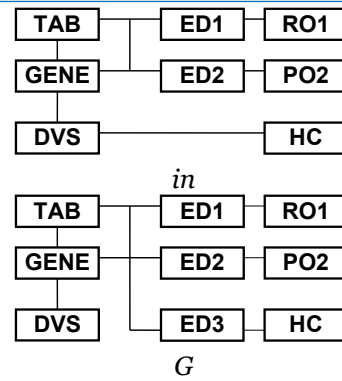 TAB ED1 RO1
GENE ED2 PO2
DVS HC
in
TAB ED1 RO1
GENE ED2 PO2
DVS ED3 HC
G